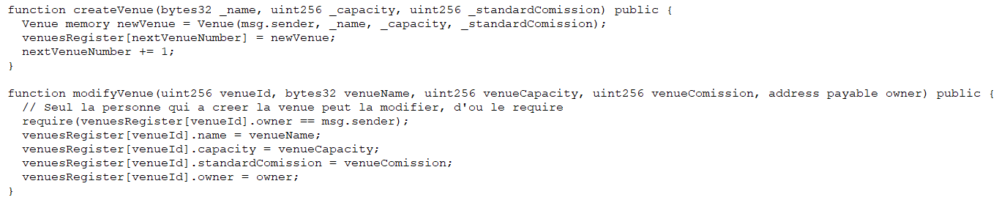 function createVenue(bytes32 _name, uint256 _capacity, uint256 _standardComission) public {
  Venue memory newVenue = Venue(msg.sender, _name, _capacity, _standardComission);
  venuesRegister[nextVenueNumber] = newVenue;
  nextVenueNumber += 1;
}

function modifyVenue(uint256 venueId, bytes32 venueName, uint256 venueCapacity, uint256 venueComission, address payable owner) public {
  // Seul la personne qui a creer la venue peut la modifier, d'ou le require
  require(venuesRegister[venueId].owner == msg.sender);
  venuesRegister[venueId].name = venueName;
  venuesRegister[venueId].capacity = venueCapacity;
  venuesRegister[venueId].standardComission = venueComission;
  venuesRegister[venueId].owner = owner;
}